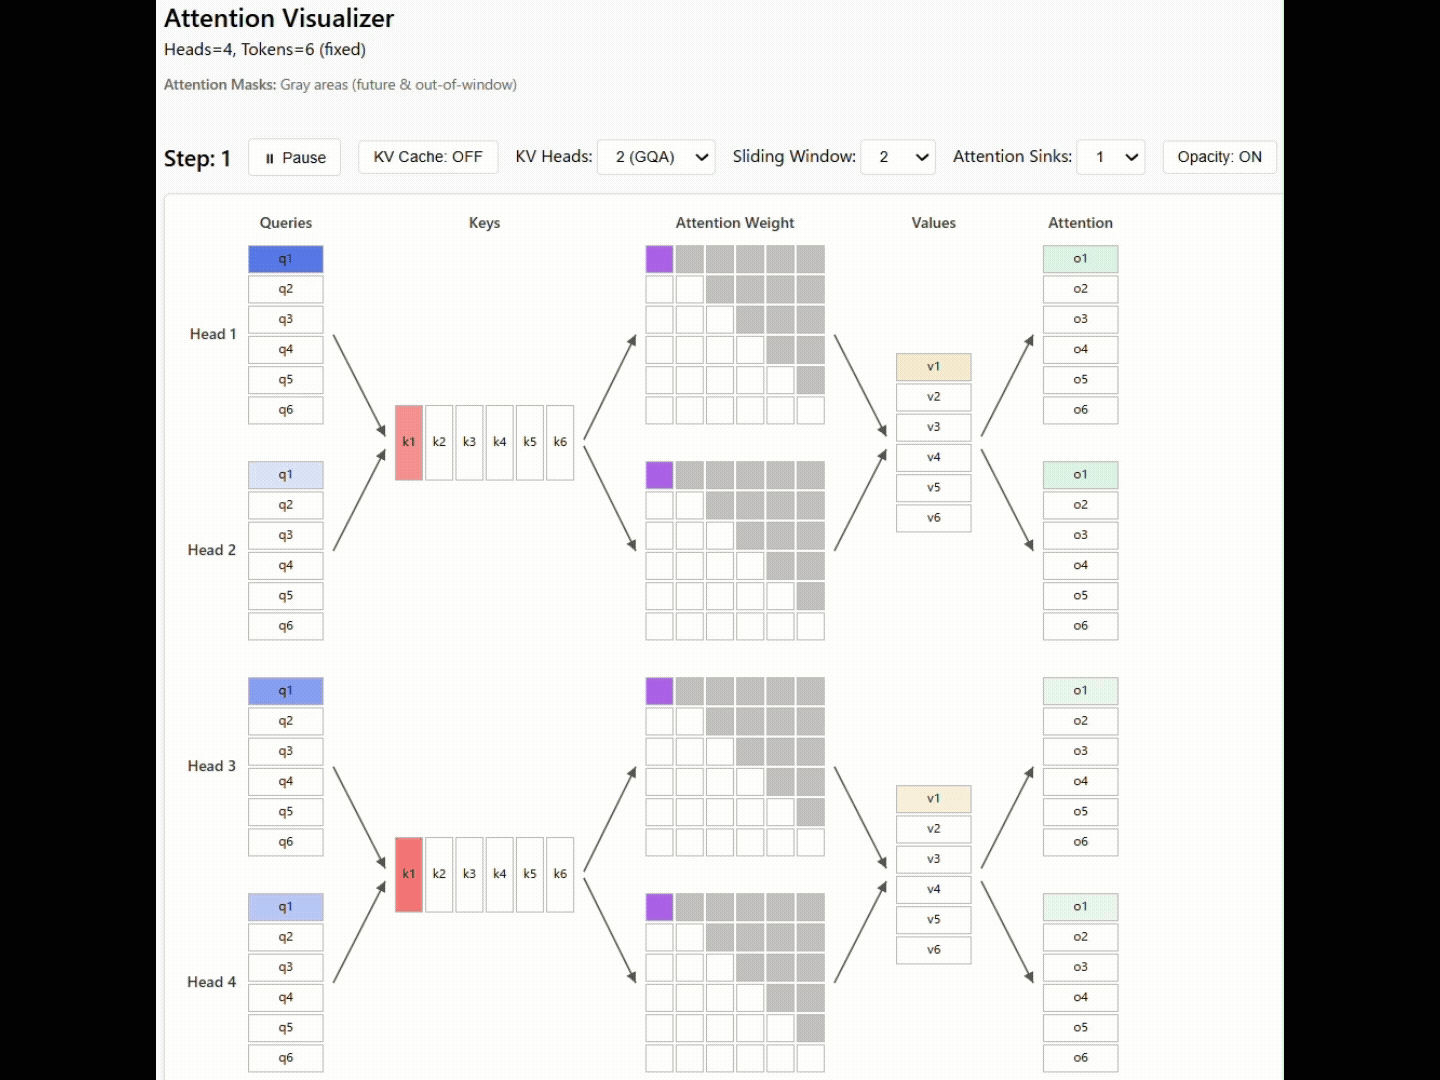 Attention Visualizer
Heads=4, Tokens=6 (fixed)
Attention Masks: Gray areas (future & out-of-window)
Step: 1 Pause KV Cache: OFF KV Heads: 2 (GQA) Sliding Window: 2 Attention Sinks: 1 Opacity: ON
Queries Keys Attention Weight Values Attention
Head 1
q1
q2
q3
q4
q5
q6
Head 2
q1
q2
q3
q4
q5
q6
k1 k2 k3 k4 k5 k6
v1
v2
v3
v4
v5
v6
o1
o2
o3
o4
o5
o6
o1
o2
o3
o4
o5
o6
Head 3
q1
q2
q3
q4
q5
q6
Head 4
q1
q2
q3
q4
q5
q6
k1 k2 k3 k4 k5 k6
v1
v2
v3
v4
v5
v6
o1
o2
o3
o4
o5
o6
o1
o2
o3
o4
o5
o6